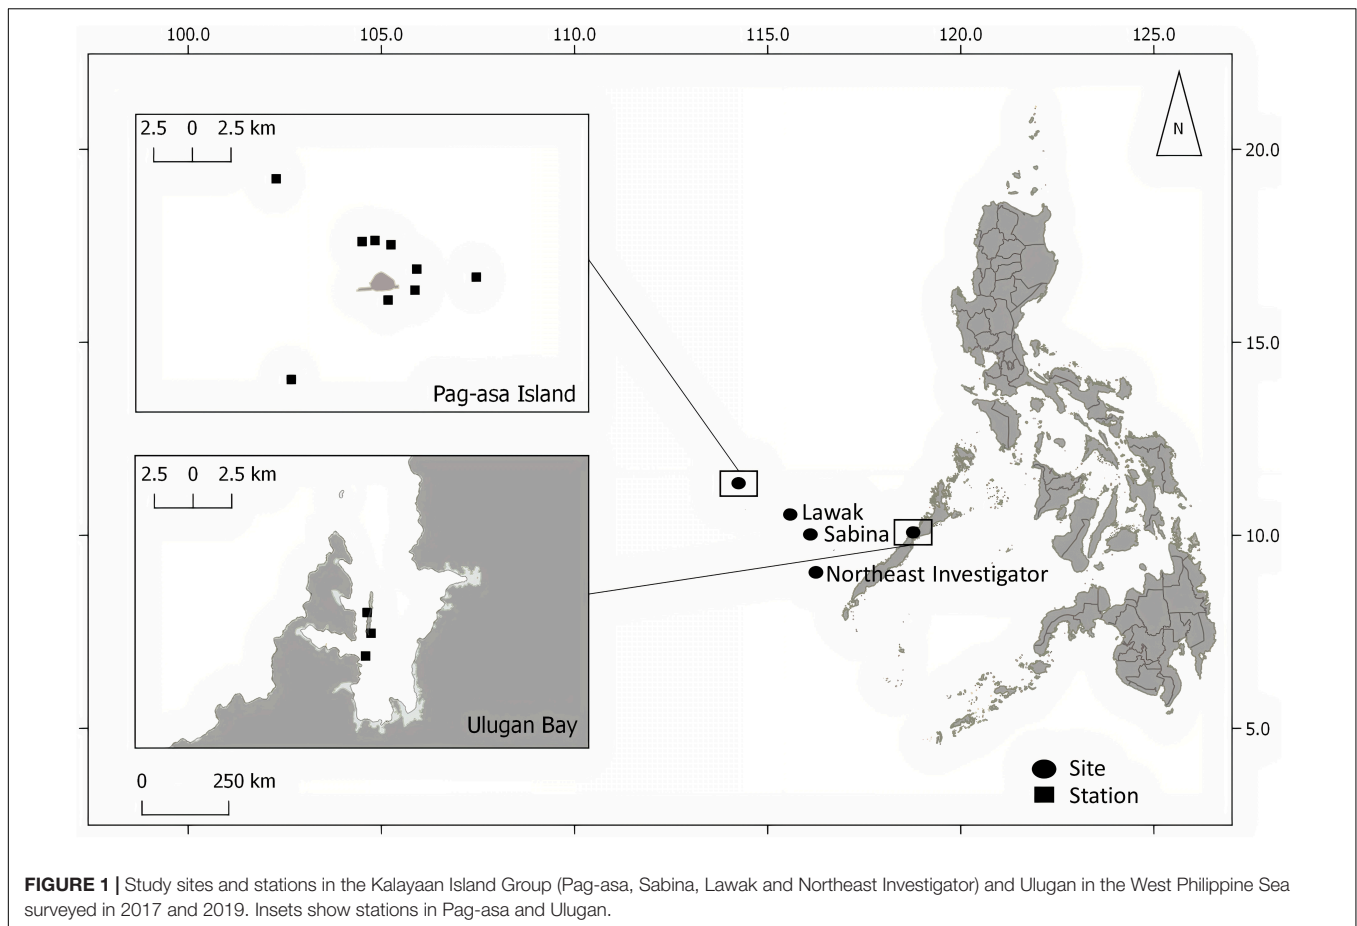 100.0 105.0 110.0 115.0 120.0 125.0
2.5 0 2.5 km
N
20.0
15.0
Pag-asa Island
2.5 0 2.5 km
Lawak
Sabina
10.0
Northeast Investigator
Ulugan Bay
5.0
0 250 km
Site
Station
FIGURE 1 | Study sites and stations in the Kalayaan Island Group (Pag-asa, Sabina, Lawak and Northeast Investigator) and Ulugan in the West Philippine Sea
surveyed in 2017 and 2019. Insets show stations in Pag-asa and Ulugan.